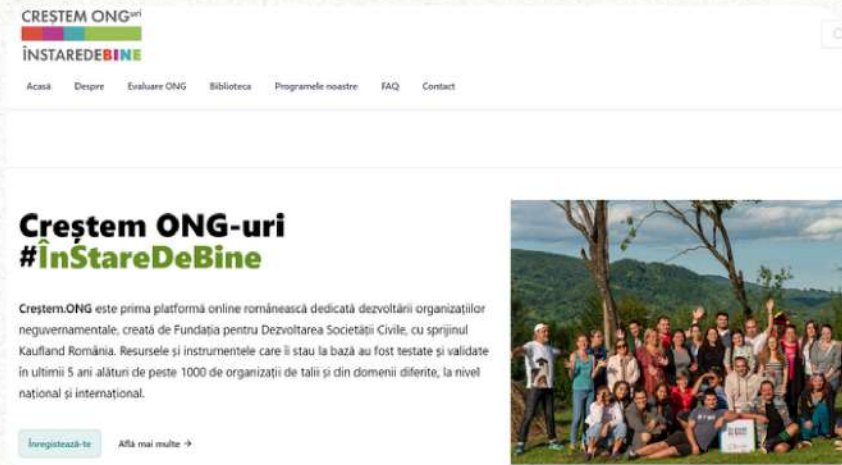 CREȘTEM ONGuri
ÎNSTAREDEBINE
Acasă Despre Evaluare ONG Biblioteca Programele noastre FAQ Contact
Creștem ONG-uri
#ÎnStareDeBine
Creștem.ONG este prima platformă online românească dedicată dezvoltării organizațiilor
neguvernamentale, creată de Fundația pentru Dezvoltarea Societății Civile, cu sprijinul
Kaufland România. Resursele și instrumentele care îi stau la bază au fost testate și validate
în ultimii 5 ani alături de peste 1000 de organizații de talii și din domenii diferite, la nivel
național și internațional.
Înregistează-te Află mai multe →